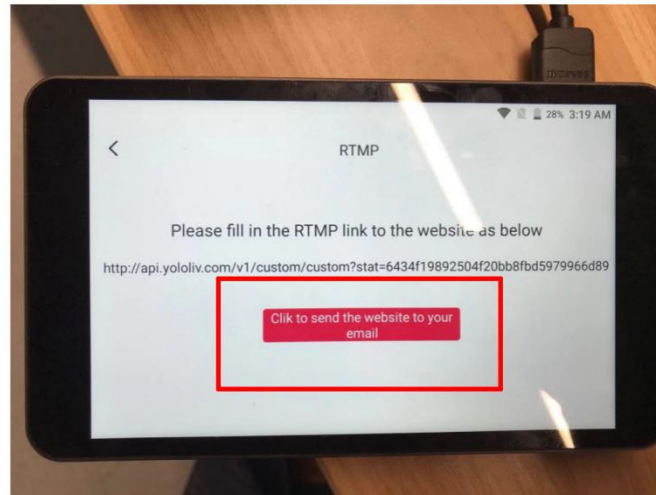 28% 3:19 AM
RTMP
Please fill in the RTMP link to the website as below
http://api.yololiv.com/v1/custom/custom?stat=6434f19892504f20bb8fbd5979966d89
Clik to send the website to your
email